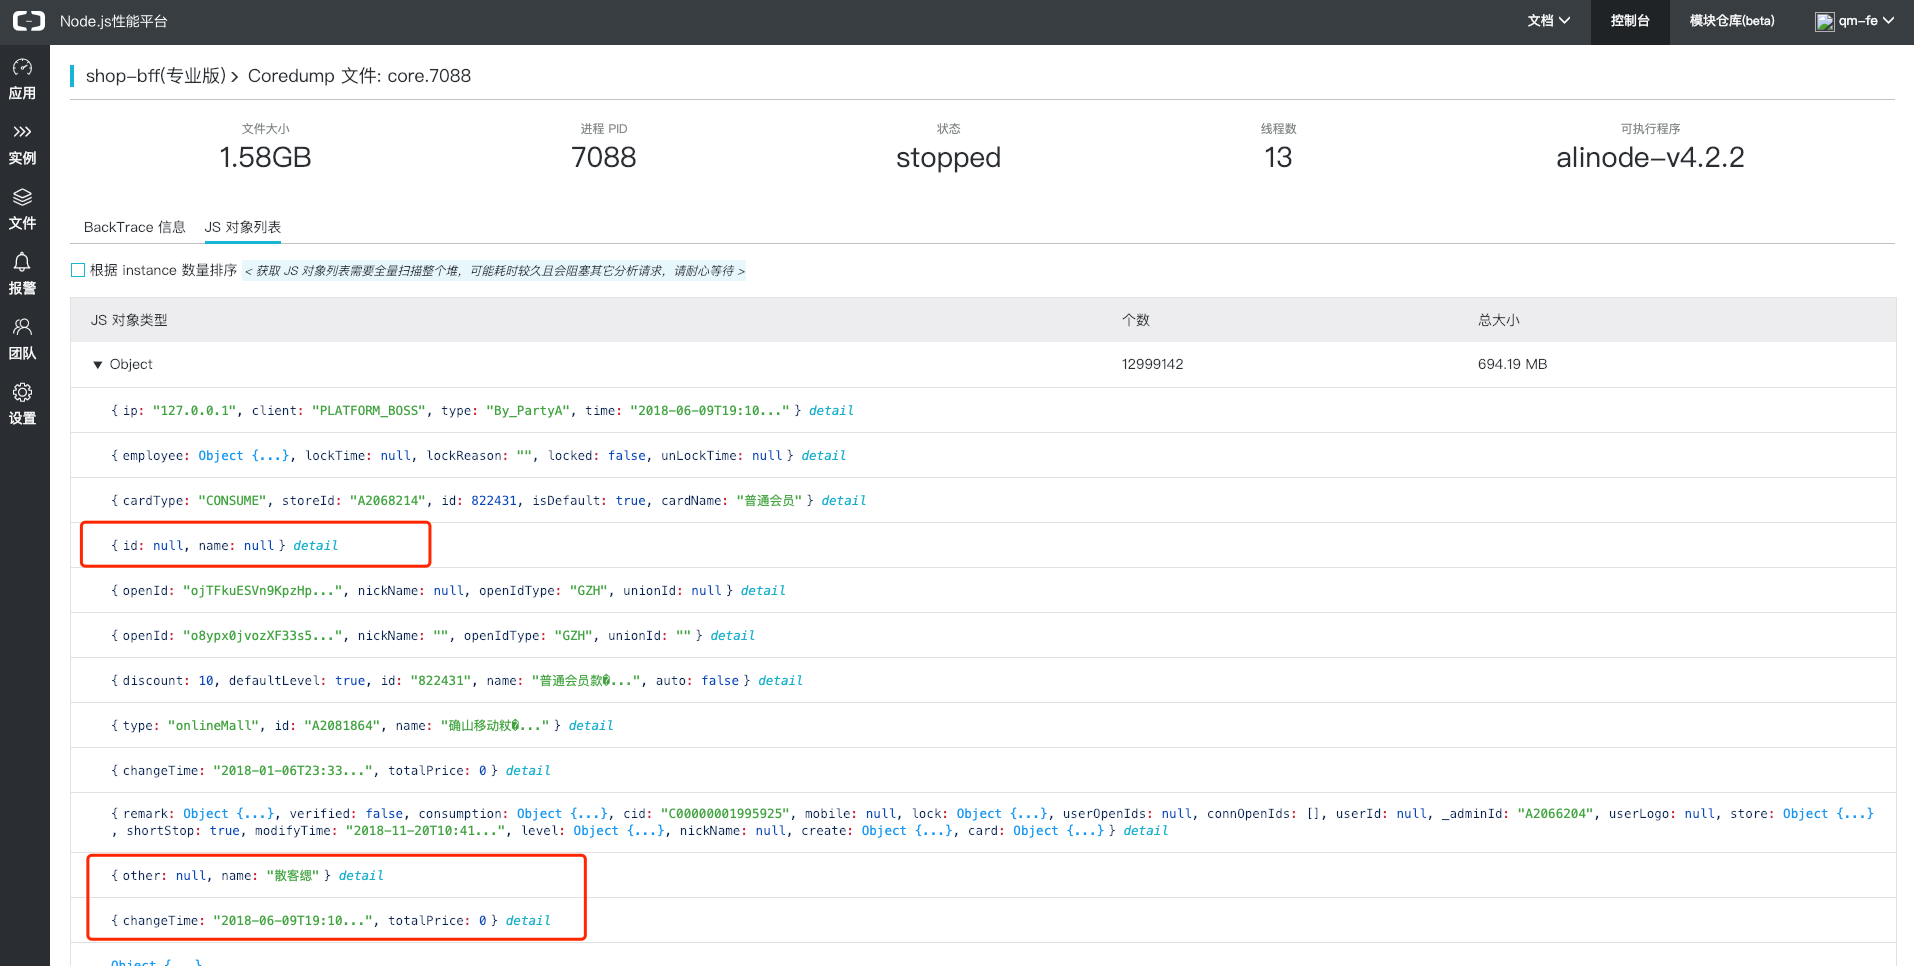 Node.js性能平台
文档
控制台
模块仓库(beta)
qm-fe
应用
实例
文件
报警
团队
设置
shop-bff(专业版) > Coredump 文件: core.7088
文件大小
1.58GB
进程 PID
7088
状态
stopped
线程数
13
可执行程序
alinode-v4.2.2
BackTrace 信息
JS 对象列表
根据 instance 数量排序 < 获取 JS 对象列表需要全量扫描整个堆，可能耗时较久且会阻塞其它分析请求，请耐心等待 >
JS 对象类型 个数 总大小
▼ Object 12999142 694.19 MB
{ ip: "127.0.0.1", client: "PLATFORM_BOSS", type: "By_PartyA", time: "2018-06-09T19:10..." } detail
{ employee: Object {...}, lockTime: null, lockReason: "", locked: false, unLockTime: null } detail
{ cardType: "CONSUME", storeId: "A2068214", id: 822431, isDefault: true, cardName: "普通会员" } detail
{ id: null, name: null } detail
{ openId: "ojTFkuESVn9KpzHp...", nickName: null, openIdType: "GZH", unionId: null } detail
{ openId: "o8ypx0jvozXF33s5...", nickName: "", openIdType: "GZH", unionId: "" } detail
{ discount: 10, defaultLevel: true, id: "822431", name: "普通会员款�...", auto: false } detail
{ type: "onlineMall", id: "A2081864", name: "确山移动杖�..." } detail
{ changeTime: "2018-01-06T23:33...", totalPrice: 0 } detail
{ remark: Object {...}, verified: false, consumption: Object {...}, cid: "C00000001995925", mobile: null, lock: Object {...}, userOpenIds: null, connOpenIds: [], userId: null, _adminId: "A2066204", userLogo: null, store: Object {...}
, shortStop: true, modifyTime: "2018-11-20T10:41...", level: Object {...}, nickName: null, create: Object {...}, card: Object {...} } detail
{ other: null, name: "散客缌" } detail
{ changeTime: "2018-06-09T19:10...", totalPrice: 0 } detail
Object {...}